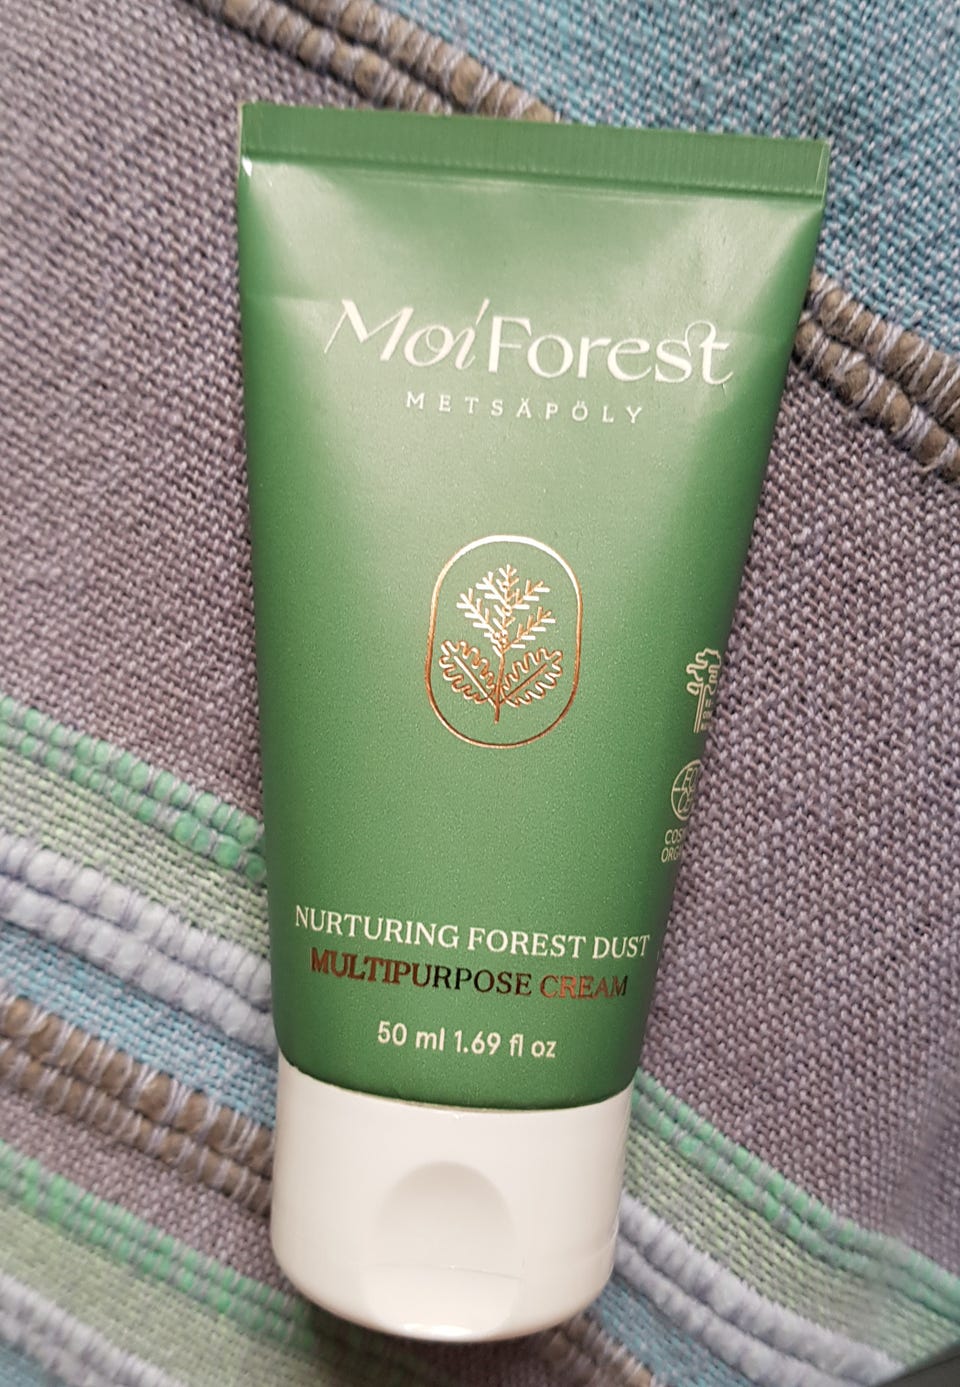 MoiForest
METSÄPÖLY
NURTURING FOREST DUST
MULTIPURPOSE CREAM
50 ml 1.69 fl oz